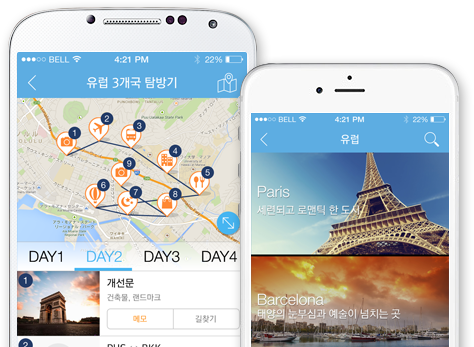 ●●●○○ BELL 4:21 PM 22%
유럽 3개국 탐방기
1
2
3
4
5
6
7
8
9
DAY1 DAY2 DAY3 DAY4
1
개선문
건축물, 랜드마크
메모 길찾기
2
●●●○○ BELL 4:21 PM 22%
유럽
Paris
세련되고 로맨틱 한 도시
Barcelona
태양의 눈부심과 예술이 넘치는 곳